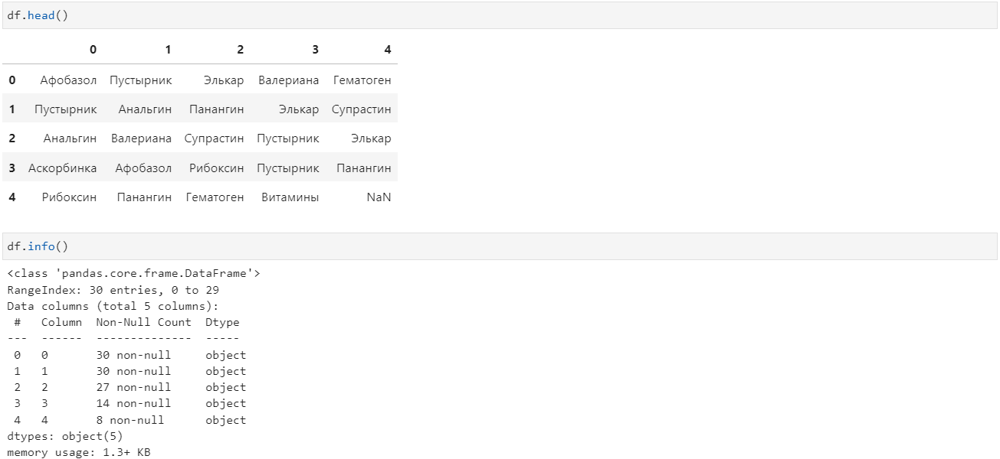 df.head()
0 1 2 3 4
0 Афобазол Пустырник Элькар Валериана Гематоген
1 Пустырник Анальгин Панангин Элькар Супрастин
2 Анальгин Валериана Супрастин Пустырник Элькар
3 Аскорбинка Афобазол Рибоксин Пустырник Панангин
4 Рибоксин Панангин Гематоген Витамины NaN
df.info()
<class 'pandas.core.frame.DataFrame'>
RangeIndex: 30 entries, 0 to 29
Data columns (total 5 columns):
 #   Column  Non-Null Count  Dtype
---  ------  --------------  -----
 0   0       30 non-null     object
 1   1       30 non-null     object
 2   2       27 non-null     object
 3   3       14 non-null     object
 4   4       8 non-null      object
dtypes: object(5)
memory usage: 1.3+ KB